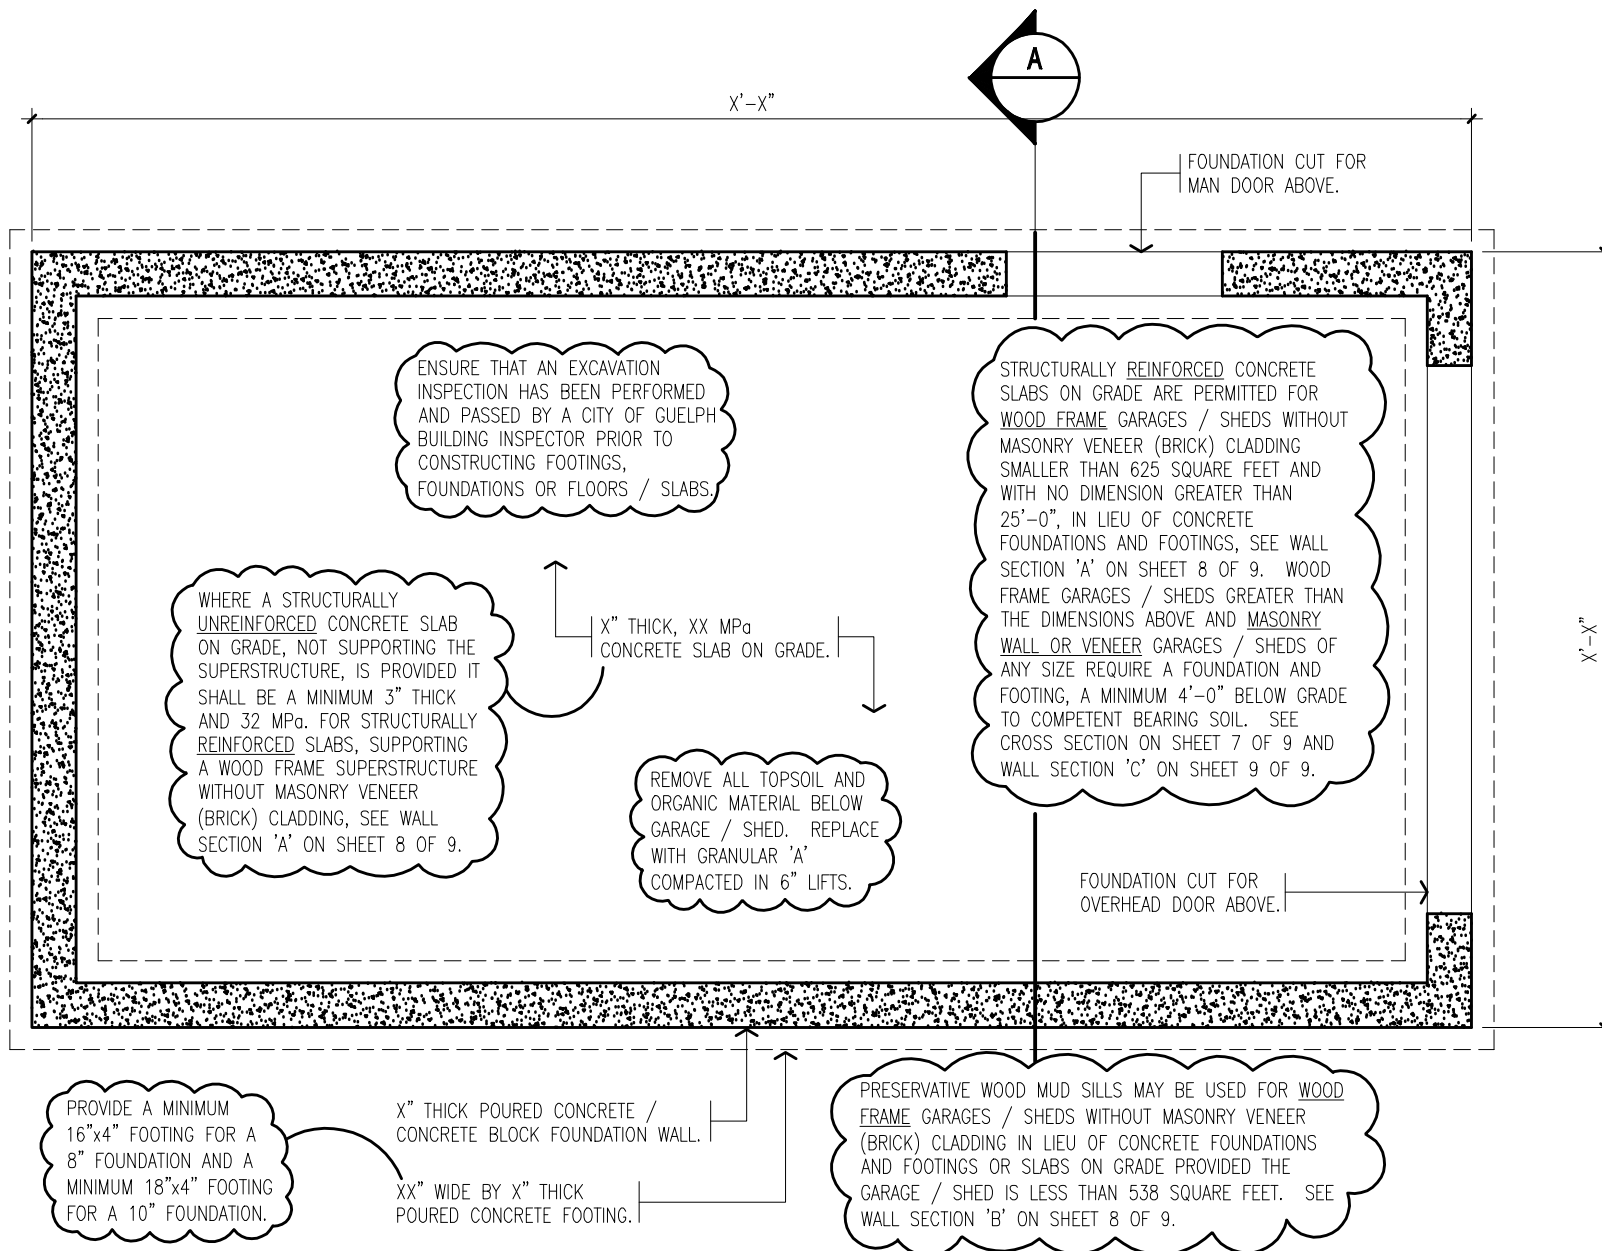 A
X'-X"
FOUNDATION CUT FOR
MAN DOOR ABOVE.
ENSURE THAT AN EXCAVATION
INSPECTION HAS BEEN PERFORMED
AND PASSED BY A CITY OF GUELPH
BUILDING INSPECTOR PRIOR TO
CONSTRUCTING FOOTINGS,
FOUNDATIONS OR FLOORS / SLABS.
STRUCTURALLY REINFORCED CONCRETE
SLABS ON GRADE ARE PERMITTED FOR
WOOD FRAME GARAGES / SHEDS WITHOUT
MASONRY VENEER (BRICK) CLADDING
SMALLER THAN 625 SQUARE FEET AND
WITH NO DIMENSION GREATER THAN
25'-0", IN LIEU OF CONCRETE
FOUNDATIONS AND FOOTINGS, SEE WALL
SECTION 'A' ON SHEET 8 OF 9. WOOD
FRAME GARAGES / SHEDS GREATER THAN
THE DIMENSIONS ABOVE AND MASONRY
WALL OR VENEER GARAGES / SHEDS OF
ANY SIZE REQUIRE A FOUNDATION AND
FOOTING, A MINIMUM 4'-0" BELOW GRADE
TO COMPETENT BEARING SOIL. SEE
CROSS SECTION ON SHEET 7 OF 9 AND
WALL SECTION 'C' ON SHEET 9 OF 9.
WHERE A STRUCTURALLY
UNREINFORCED CONCRETE SLAB
ON GRADE, NOT SUPPORTING THE
SUPERSTRUCTURE, IS PROVIDED IT
SHALL BE A MINIMUM 3" THICK
AND 32 MPa. FOR STRUCTURALLY
REINFORCED SLABS, SUPPORTING
A WOOD FRAME SUPERSTRUCTURE
WITHOUT MASONRY VENEER
(BRICK) CLADDING, SEE WALL
SECTION 'A' ON SHEET 8 OF 9.
X" THICK, XX MPa
CONCRETE SLAB ON GRADE.
X'-X"
REMOVE ALL TOPSOIL AND
ORGANIC MATERIAL BELOW
GARAGE / SHED. REPLACE
WITH GRANULAR 'A'
COMPACTED IN 6" LIFTS.
FOUNDATION CUT FOR
OVERHEAD DOOR ABOVE.
PROVIDE A MINIMUM
16"x4" FOOTING FOR A
8" FOUNDATION AND A
MINIMUM 18"x4" FOOTING
FOR A 10" FOUNDATION.
X" THICK POURED CONCRETE /
CONCRETE BLOCK FOUNDATION WALL.
XX" WIDE BY X" THICK
POURED CONCRETE FOOTING.
PRESERVATIVE WOOD MUD SILLS MAY BE USED FOR WOOD
FRAME GARAGES / SHEDS WITHOUT MASONRY VENEER
(BRICK) CLADDING IN LIEU OF CONCRETE FOUNDATIONS
AND FOOTINGS OR SLABS ON GRADE PROVIDED THE
GARAGE / SHED IS LESS THAN 538 SQUARE FEET. SEE
WALL SECTION 'B' ON SHEET 8 OF 9.